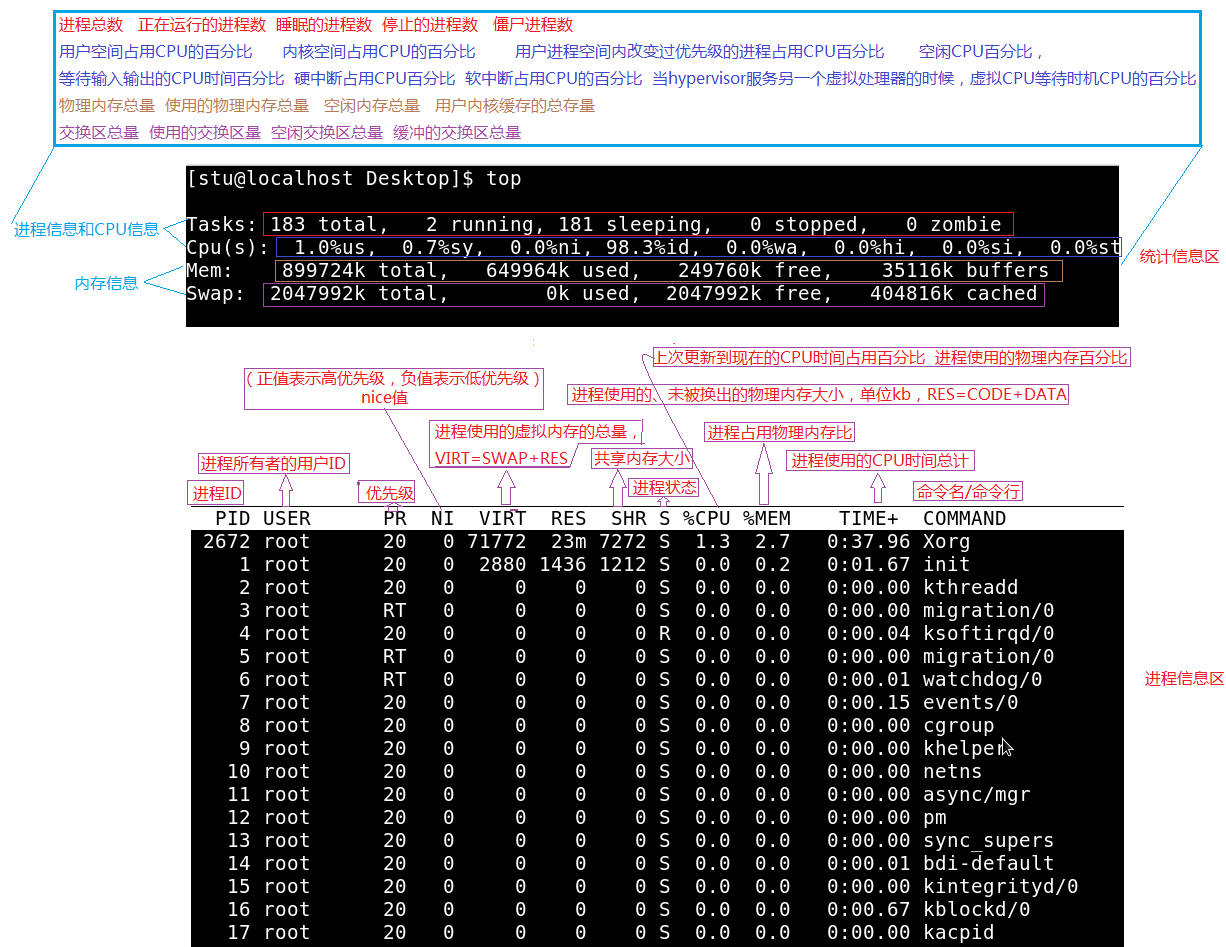 进程总数 正在运行的进程数 睡眠的进程数 停止的进程数 僵尸进程数
用户空间占用CPU的百分比 内核空间占用CPU的百分比 用户进程空间内改变过优先级的进程占用CPU百分比 空闲CPU百分比，
等待输入输出的CPU时间百分比 硬中断占用CPU百分比 软中断占用CPU的百分比 当hypervisor服务另一个虚拟处理器的时候，虚拟CPU等待时机CPU的百分比
物理内存总量 使用的物理内存总量 空闲内存总量 用户内核缓存的总存量
交换区总量 使用的交换区量 空闲交换区总量 缓冲的交换区总量
[stu@localhost Desktop]$ top
进程信息和CPU信息
Tasks: 183 total, 2 running, 181 sleeping, 0 stopped, 0 zombie
Cpu(s): 1.0%us, 0.7%sy, 0.0%ni, 98.3%id, 0.0%wa, 0.0%hi, 0.0%si, 0.0%st
统计信息区
内存信息
Mem: 899724k total, 649964k used, 249760k free, 35116k buffers
Swap: 2047992k total, 0k used, 2047992k free, 404816k cached
上次更新到现在的CPU时间占用百分比 进程使用的物理内存百分比
（正值表示高优先级，负值表示低优先级）
nice值
进程使用的、未被换出的物理内存大小，单位kb，RES=CODE+DATA
进程使用的虚拟内存的总量，
VIRT=SWAP+RES
进程占用物理内存比
进程所有者的用户ID
共享内存大小
进程使用的CPU时间总计
进程ID
优先级
进程状态
命令名/命令行
PID USER PR NI VIRT RES SHR S %CPU %MEM TIME+ COMMAND
2672 root 20 0 71772 23m 7272 S 1.3 2.7 0:37.96 Xorg
1 root 20 0 2880 1436 1212 S 0.0 0.2 0:01.67 init
2 root 20 0 0 0 0 S 0.0 0.0 0:00.00 kthreadd
3 root RT 0 0 0 0 S 0.0 0.0 0:00.00 migration/0
4 root 20 0 0 0 0 R 0.0 0.0 0:00.04 ksoftirqd/0
5 root RT 0 0 0 0 S 0.0 0.0 0:00.00 migration/0
6 root RT 0 0 0 0 S 0.0 0.0 0:00.01 watchdog/0
进程信息区
7 root 20 0 0 0 0 S 0.0 0.0 0:00.15 events/0
8 root 20 0 0 0 0 S 0.0 0.0 0:00.00 cgroup
9 root 20 0 0 0 0 S 0.0 0.0 0:00.00 khelper
10 root 20 0 0 0 0 S 0.0 0.0 0:00.00 netns
11 root 20 0 0 0 0 S 0.0 0.0 0:00.00 async/mgr
12 root 20 0 0 0 0 S 0.0 0.0 0:00.00 pm
13 root 20 0 0 0 0 S 0.0 0.0 0:00.00 sync_supers
14 root 20 0 0 0 0 S 0.0 0.0 0:00.01 bdi-default
15 root 20 0 0 0 0 S 0.0 0.0 0:00.00 kintegrityd/0
16 root 20 0 0 0 0 S 0.0 0.0 0:00.67 kblockd/0
17 root 20 0 0 0 0 S 0.0 0.0 0:00.00 kacpid